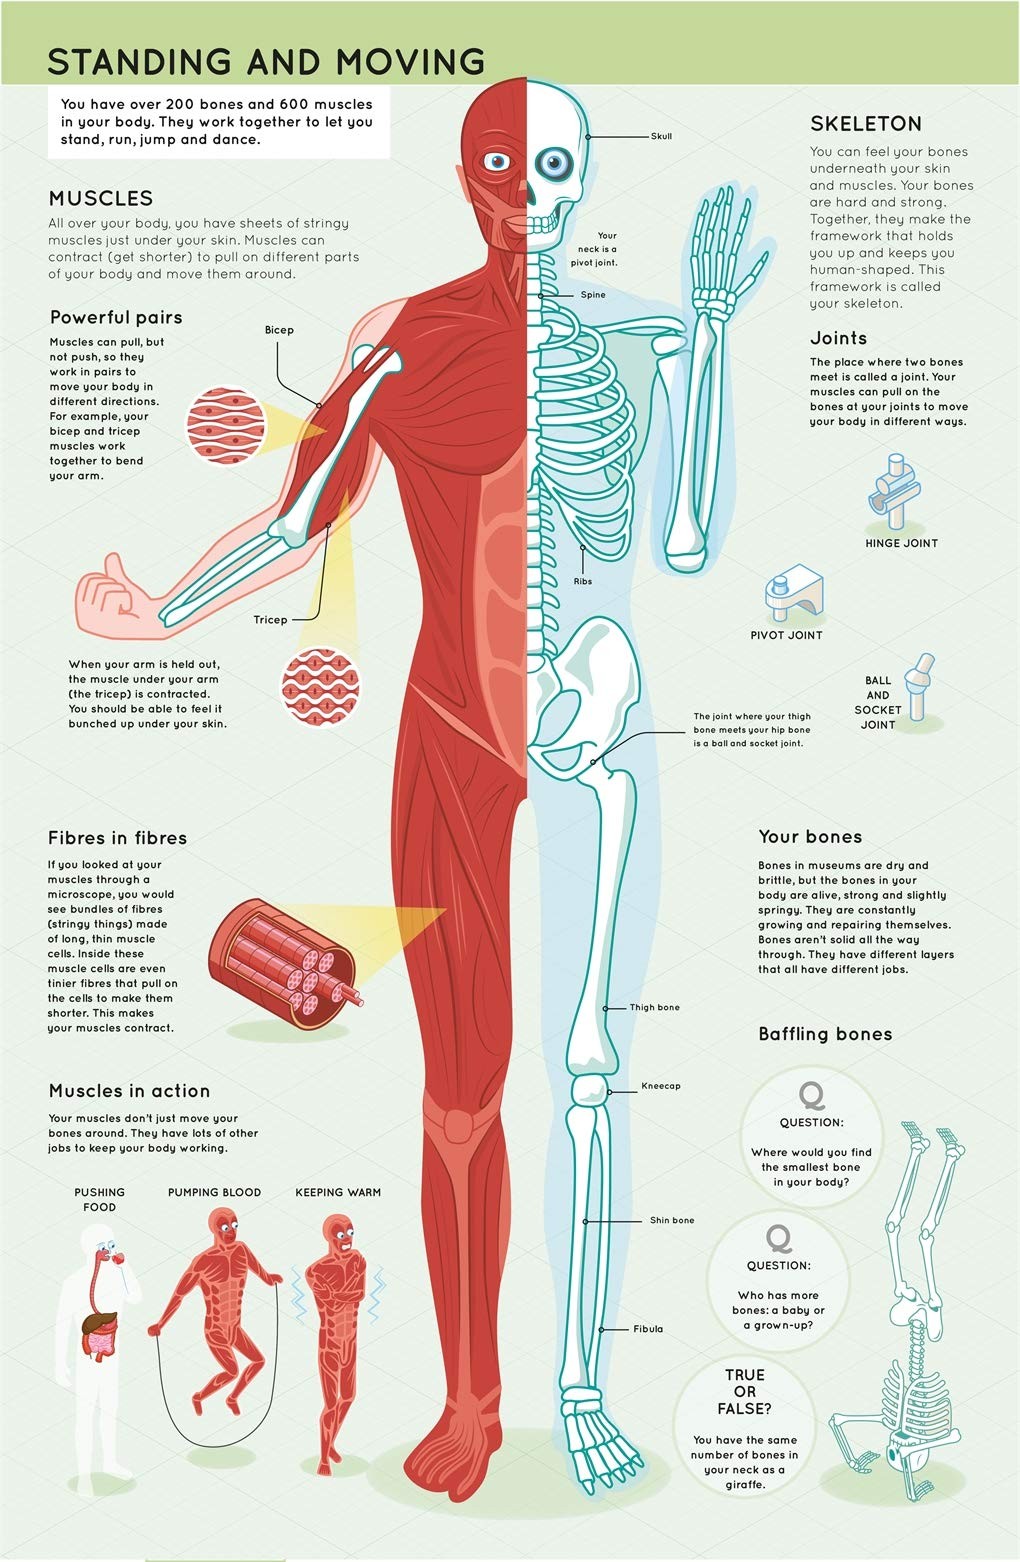 STANDING AND MOVING
You have over 200 bones and 600 muscles
in your body. They work together to let you
stand, run, jump and dance.
MUSCLES
All over your body, you have sheets of stringy
muscles just under your skin. Muscles can
contract (get shorter) to pull on different parts
of your body and move them around.
Powerful pairs
Muscles can pull, but
not push, so they
work in pairs to
move your body in
different directions.
For example, your
bicep and tricep
muscles work
together to bend
your arm.
Bicep
Tricep
When your arm is held out,
the muscle under your arm
(the tricep) is contracted.
You should be able to feel it
bunched up under your skin.
Fibres in fibres
If you looked at your
muscles through a
microscope, you would
see bundles of fibres
(stringy things) made
of long, thin muscle
cells. Inside these
muscle cells are even
tinier fibres that pull on
the cells to make them
shorter. This makes
your muscles contract.
Muscles in action
Your muscles don't just move your
bones around. They have lots of other
jobs to keep your body working.
PUSHING
FOOD
PUMPING BLOOD
KEEPING WARM
Skull
Your
neck is a
pivot joint.
Spine
Ribs
The joint where your thigh
bone meets your hip bone
is a ball and socket joint.
Thigh bone
Kneecap
Shin bone
Fibula
SKELETON
You can feel your bones
underneath your skin
and muscles. Your bones
are hard and strong.
Together, they make the
framework that holds
you up and keeps you
human-shaped. This
framework is called
your skeleton.
Joints
The place where two bones
meet is called a joint. Your
muscles can pull on the
bones at your joints to move
your body in different ways.
HINGE JOINT
PIVOT JOINT
BALL
AND
SOCKET
JOINT
Your bones
Bones in museums are dry and
brittle, but the bones in your
body are alive, strong and slightly
springy. They are constantly
growing and repairing themselves.
Bones aren't solid all the way
through. They have different layers
that all have different jobs.
Baffling bones
Q
QUESTION:
Where would you find
the smallest bone
in your body?
Q
QUESTION:
Who has more
bones: a baby or
a grown-up?
TRUE
OR
FALSE?
You have the same
number of bones in
your neck as a
giraffe.